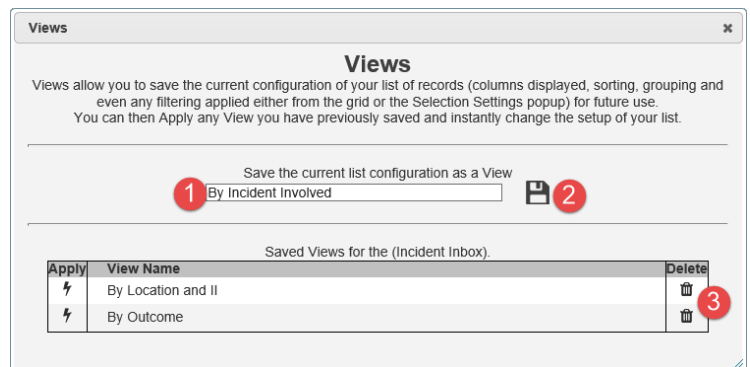 Views
Views
Views allow you to save the current configuration of your list of records (columns displayed, sorting, grouping and
even any filtering applied either from the grid or the Selection Settings popup) for future use.
You can then Apply any View you have previously saved and instantly change the setup of your list.
Save the current list configuration as a View
1 By Incident Involved 2
Saved Views for the (Incident Inbox).
Apply View Name Delete
By Location and II
3
By Outcome